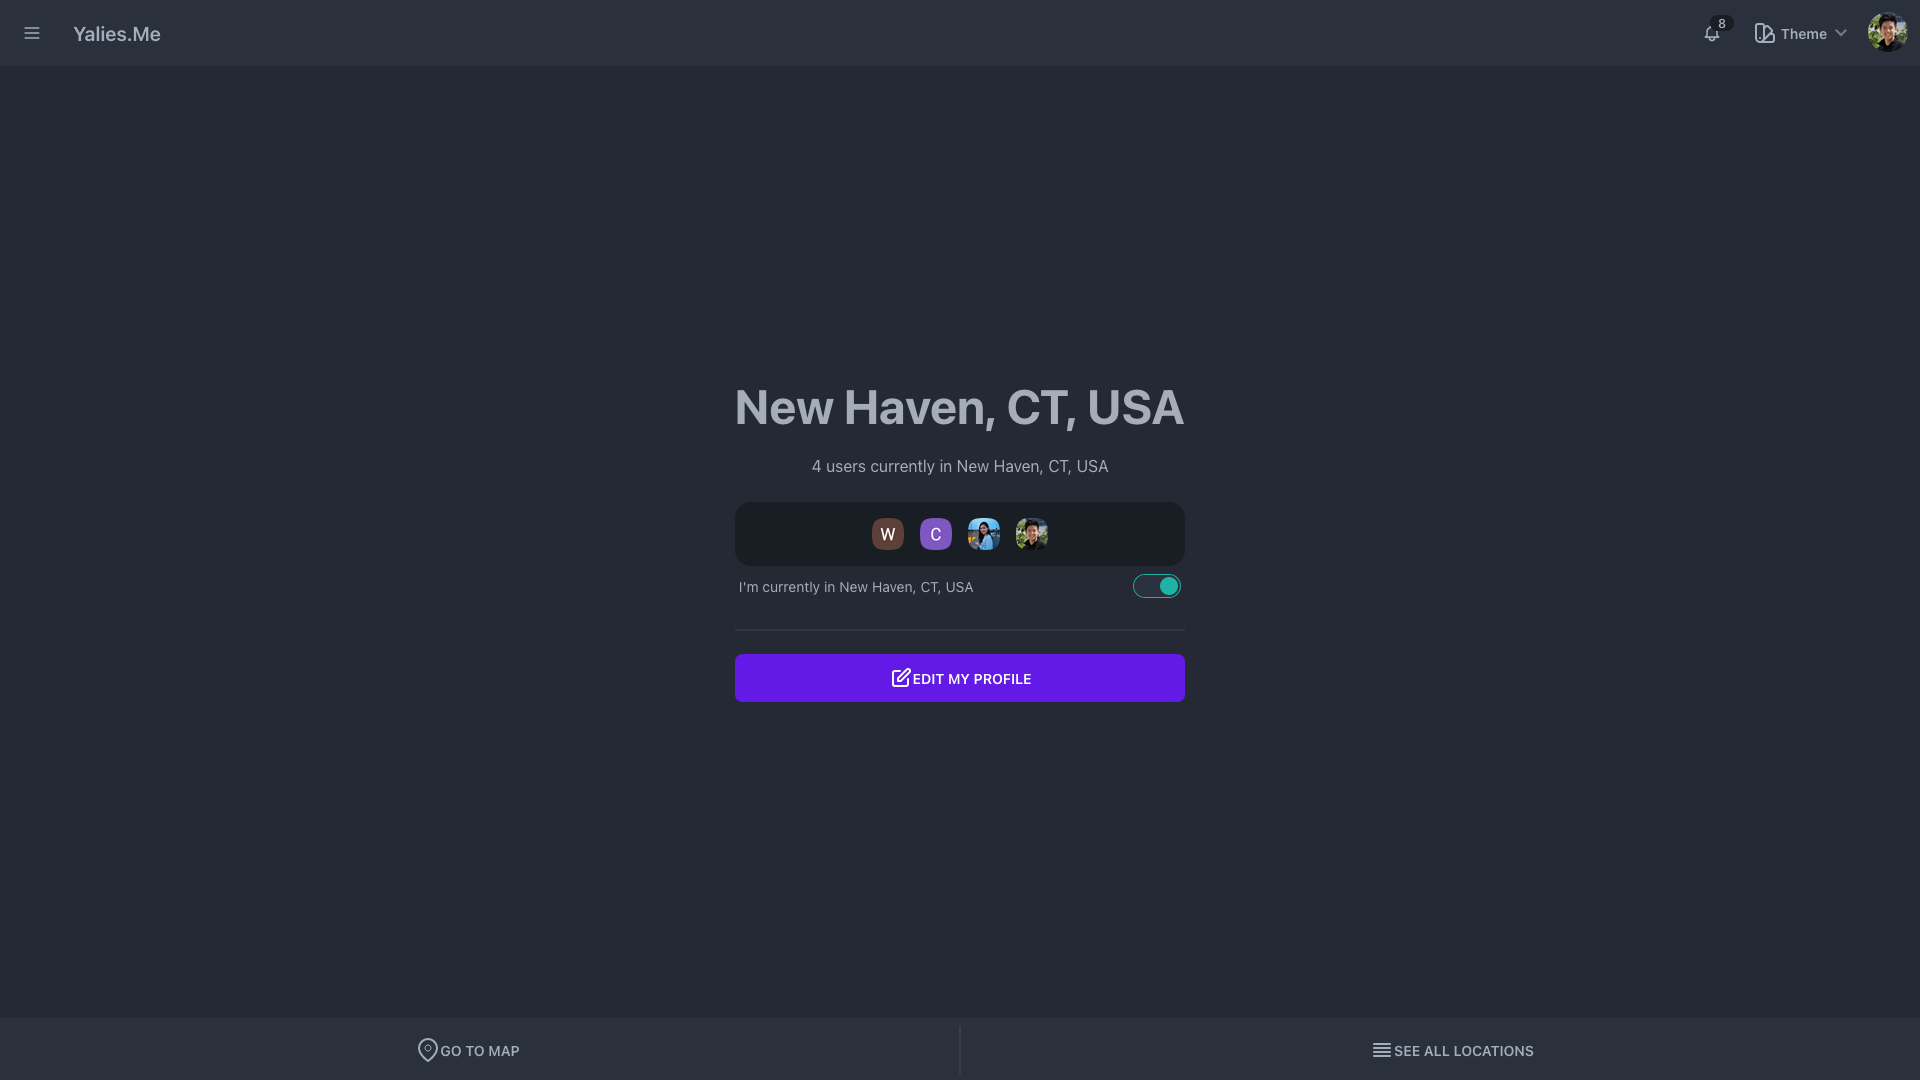 Yalies.Me
8
Theme
New Haven, CT, USA
4 users currently in New Haven, CT, USA
W
C
I'm currently in New Haven, CT, USA
EDIT MY PROFILE
GO TO MAP
SEE ALL LOCATIONS